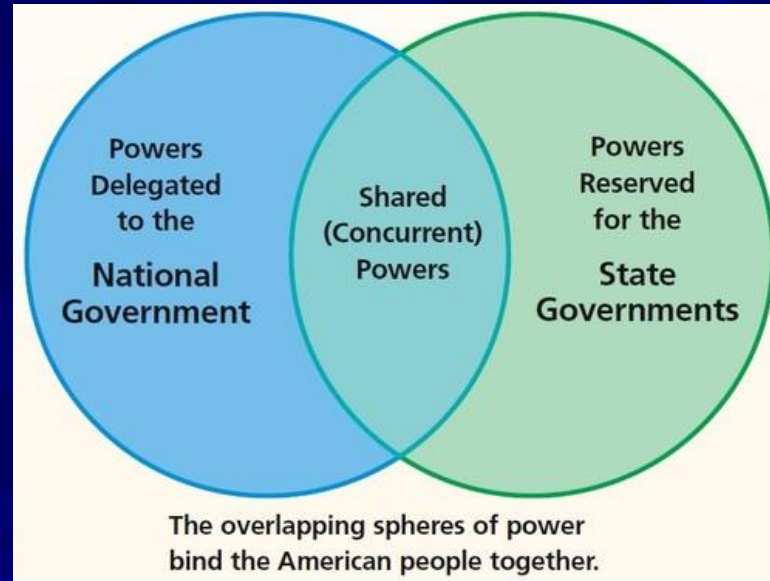 Powers
Delegated
to the
National
Government
Shared
(Concurrent)
Powers
Powers
Reserved
for the
State
Governments
The overlapping spheres of power
bind the American people together.